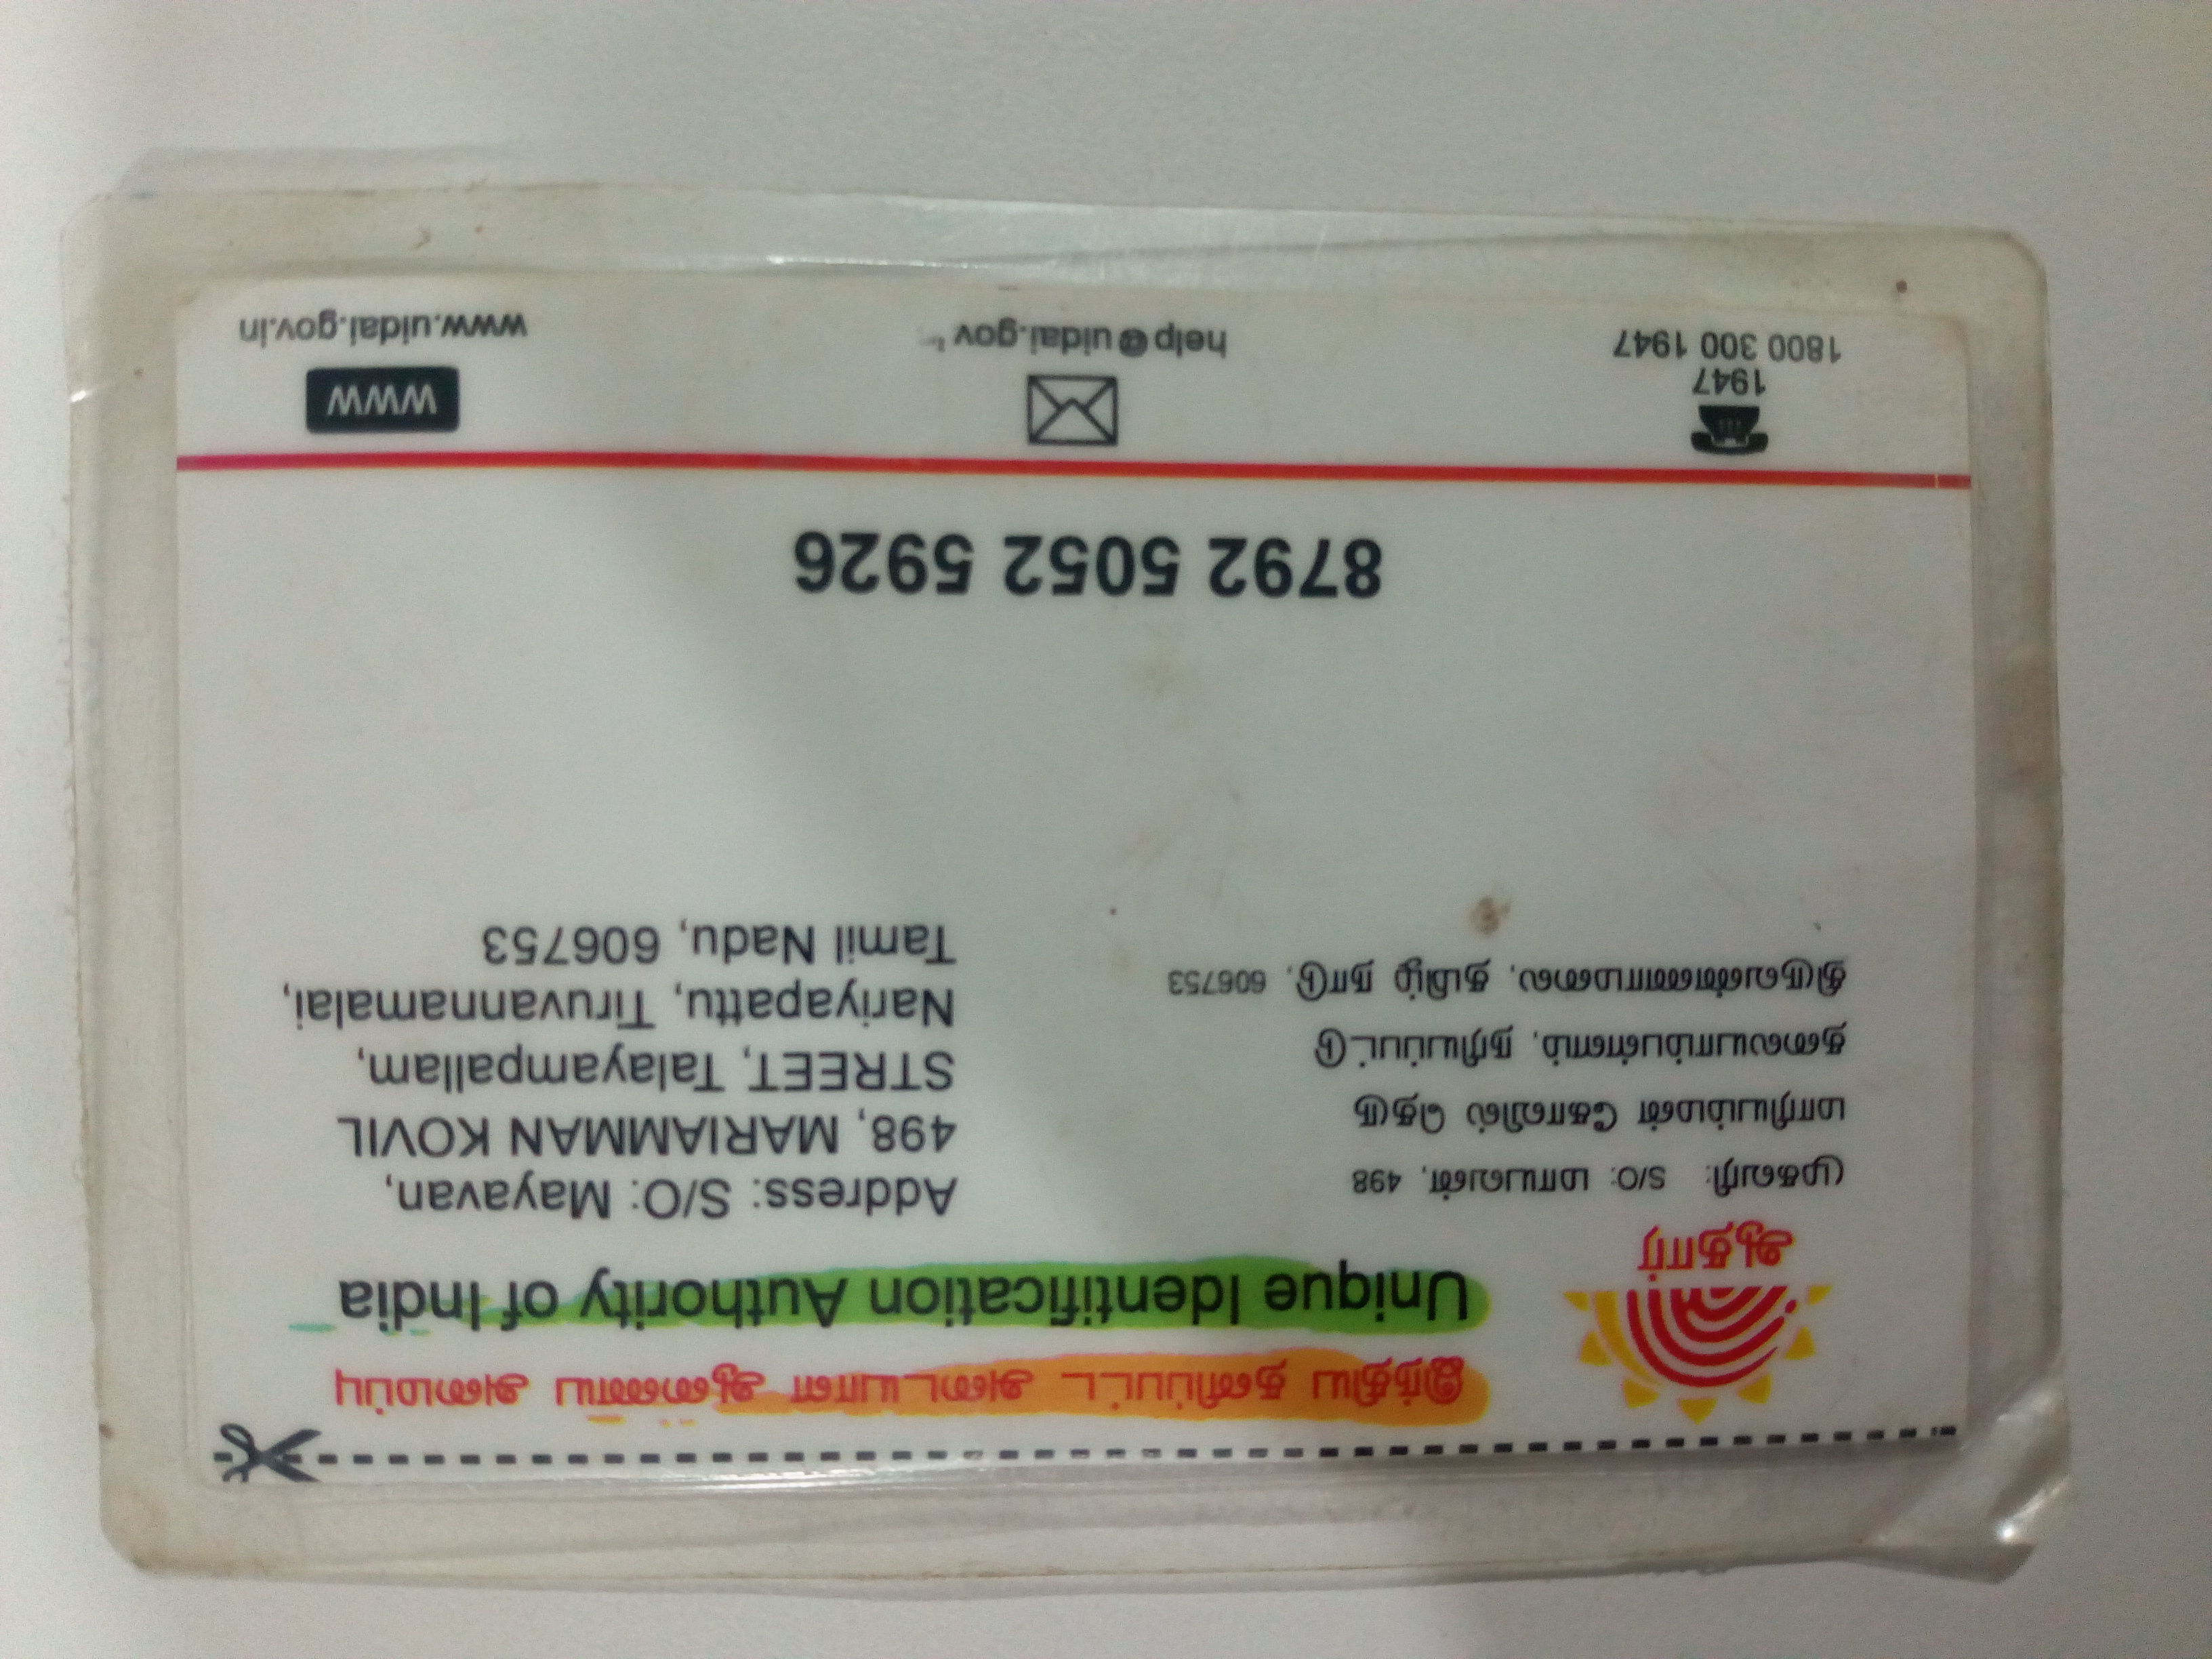 இந்திய தனிப்பட்ட அடையாள ஆணைய அமைப்பு
Unique Identification Authority of India
ஆதார்
முகவரி: S/O: மாயவன், 498
மாரியம்மன் கோவில் தெரு
தலையாம்பள்ளம், நரியப்பட்டு
திருவண்ணாமலை, தமிழ் நாடு, 606753
Address: S/O: Mayavan,
498, MARIAMMAN KOVIL
STREET, Talayampallam,
Nariyapattu, Tiruvannamalai,
Tamil Nadu, 606753
8792 5052 5926
1947
1800 300 1947
help@uidai.gov
WWW
www.uidai.gov.in